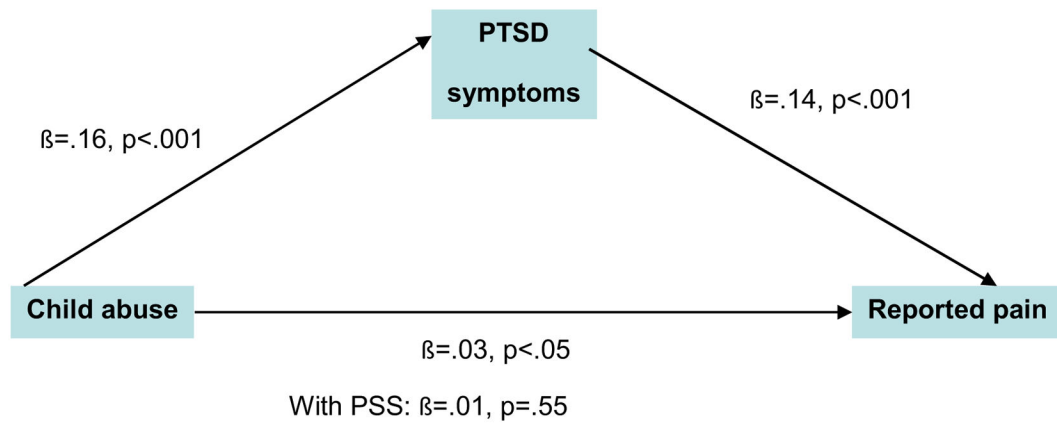 PTSD
symptoms
ß=.16, p<.001
ß=.14, p<.001
Child abuse
Reported pain
ß=.03, p<.05
With PSS: ß=.01, p=.55